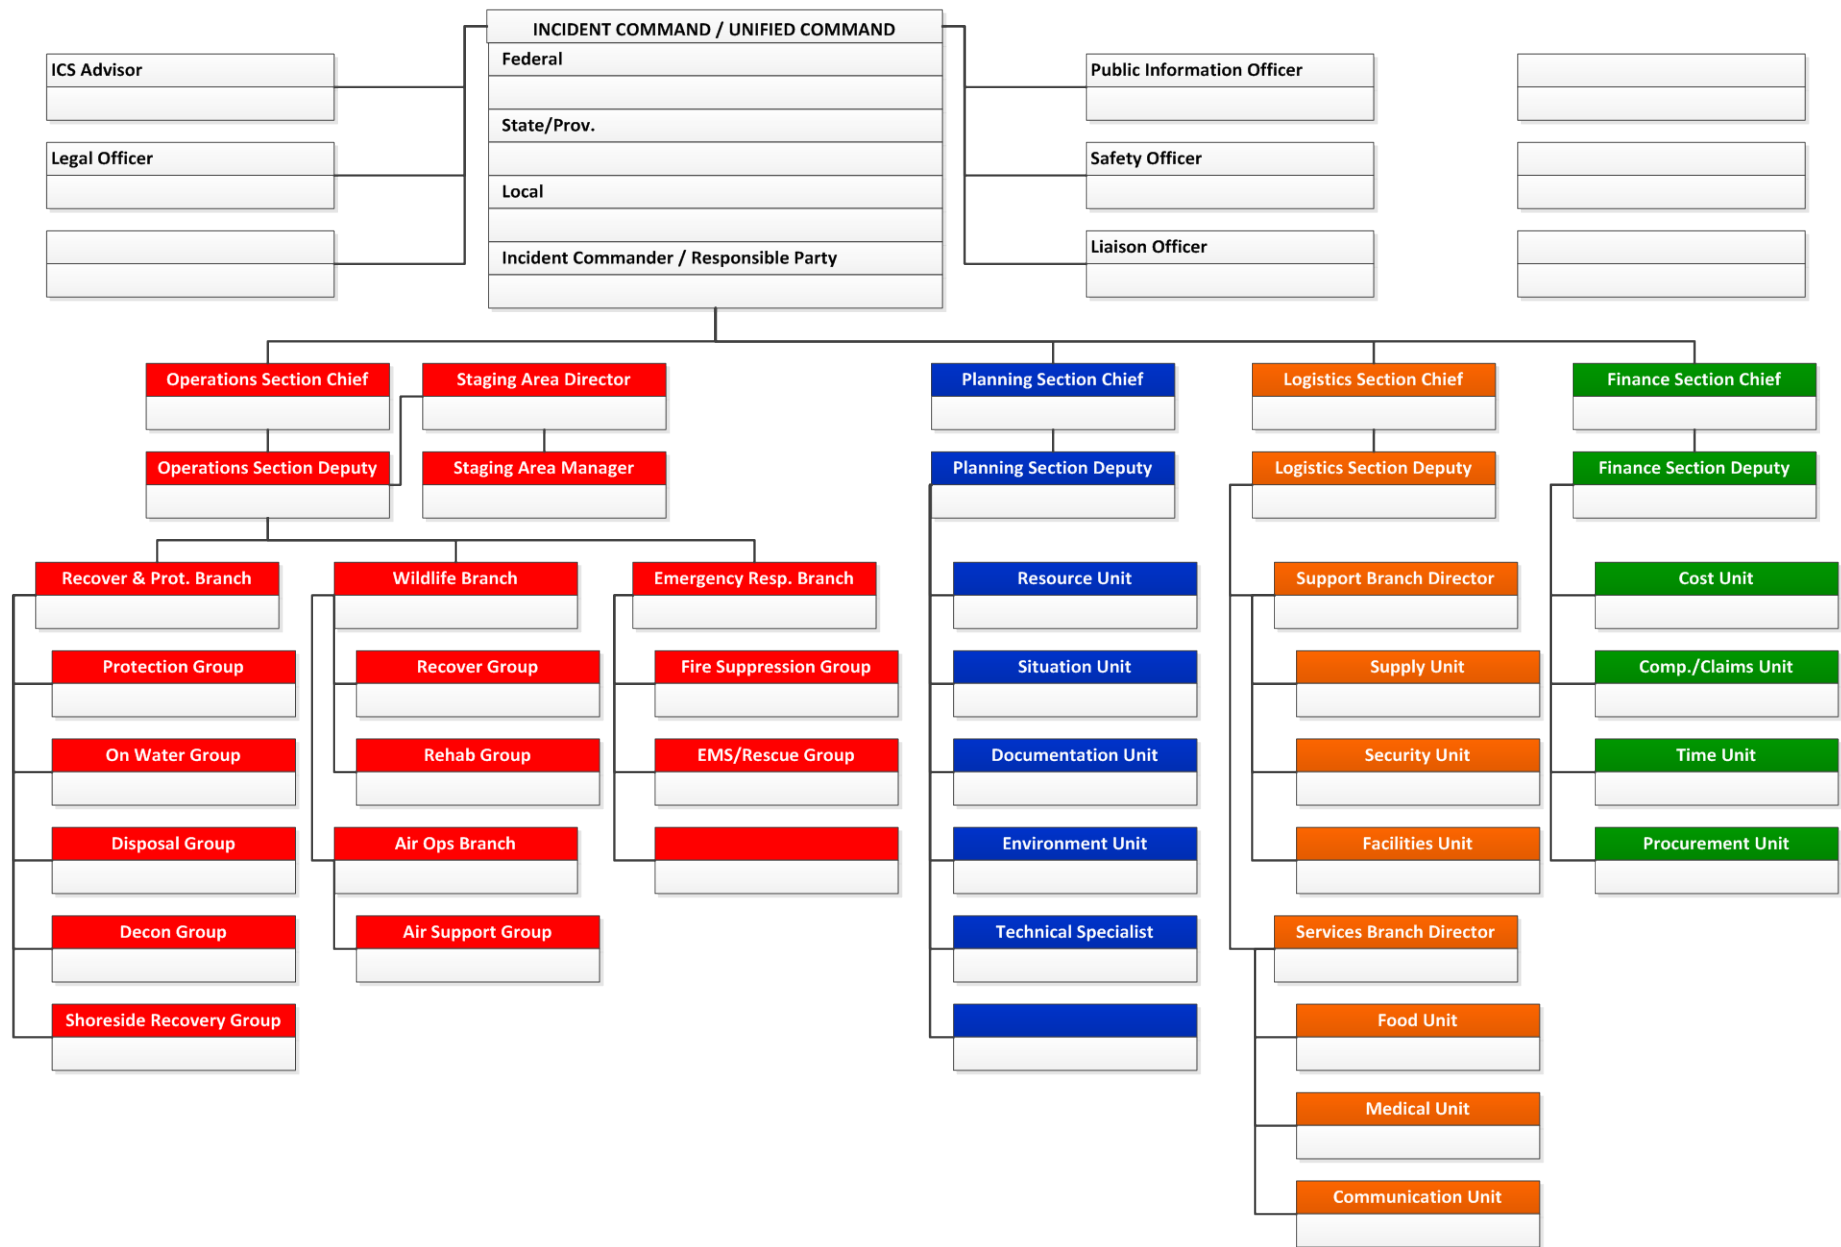 INCIDENT COMMAND / UNIFIED COMMAND
Federal
State/Prov.
Local
Incident Commander / Responsible Party
ICS Advisor
Legal Officer
Public Information Officer
Safety Officer
Liaison Officer
Operations Section Chief
Staging Area Director
Operations Section Deputy
Staging Area Manager
Recover & Prot. Branch
Protection Group
On Water Group
Disposal Group
Decon Group
Shoreside Recovery Group
Wildlife Branch
Recover Group
Rehab Group
Air Ops Branch
Air Support Group
Emergency Resp. Branch
Fire Suppression Group
EMS/Rescue Group
Planning Section Chief
Planning Section Deputy
Resource Unit
Situation Unit
Documentation Unit
Environment Unit
Technical Specialist
Logistics Section Chief
Logistics Section Deputy
Support Branch Director
Supply Unit
Security Unit
Facilities Unit
Services Branch Director
Food Unit
Medical Unit
Communication Unit
Finance Section Chief
Finance Section Deputy
Cost Unit
Comp./Claims Unit
Time Unit
Procurement Unit